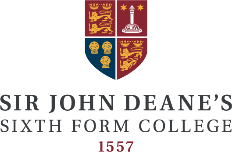 SIR JOHN DEANE'S
SIXTH FORM COLLEGE
1557